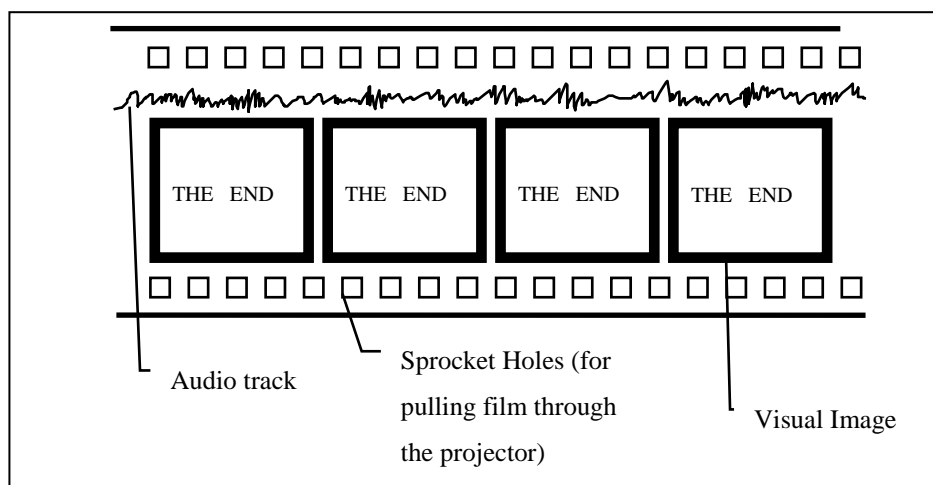 THE END
THE END
THE END
THE END
Audio track
Sprocket Holes (for
pulling film through
the projector)
Visual Image